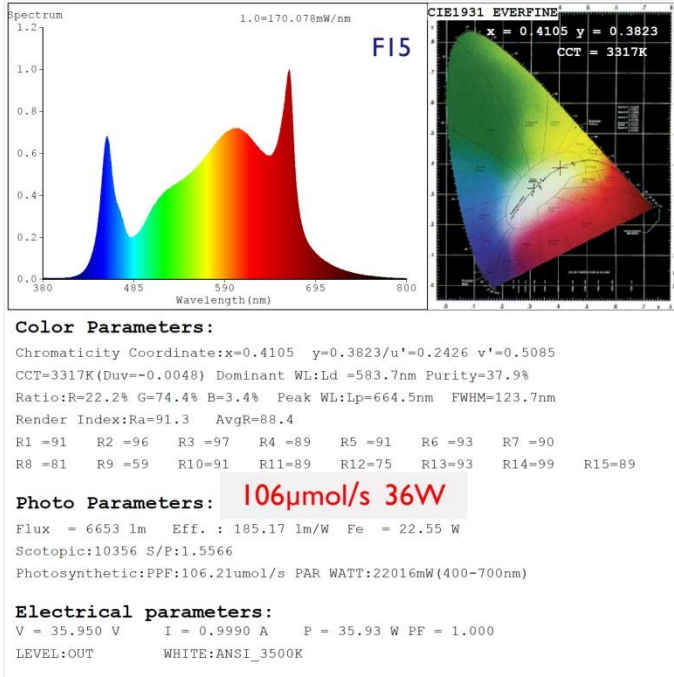 Spectrum
1.0=170.078mW/nm
F15
1.2
1.0
0.8
0.6
0.4
0.2
0.0
380 485 590 695 800
Wavelength(nm)
CIE1931 EVERFINE
x = 0.4105 y = 0.3823
CCT = 3317K
Color Parameters:
Chromaticity Coordinate:x=0.4105 y=0.3823/u'=0.2426 v'=0.5085
CCT=3317K(Duv=-0.0048) Dominant WL:Ld =583.7nm Purity=37.9%
Ratio:R=22.2% G=74.4% B=3.4% Peak WL:Lp=664.5nm FWHM=123.7nm
Render Index:Ra=91.3 AvgR=88.4
R1 =91 R2 =96 R3 =97 R4 =89 R5 =91 R6 =93 R7 =90
R8 =81 R9 =59 R10=91 R11=89 R12=75 R13=93 R14=99 R15=89
Photo Parameters:
106µmol/s 36W
Flux = 6653 lm Eff. : 185.17 lm/W Fe = 22.55 W
Scotopic:10356 S/P:1.5566
Photosynthetic:PPF:106.21umol/s PAR WATT:22016mW(400-700nm)
Electrical parameters:
V = 35.950 V I = 0.9990 A P = 35.93 W PF = 1.000
LEVEL:OUT WHITE:ANSI_3500K